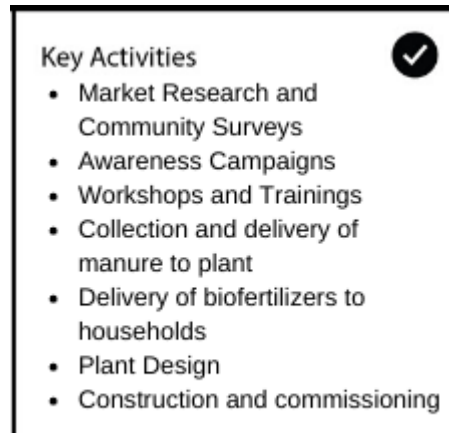 Key Activities
• Market Research and
Community Surveys
• Awareness Campaigns
• Workshops and Trainings
• Collection and delivery of
manure to plant
• Delivery of biofertilizers to
households
• Plant Design
• Construction and commissioning